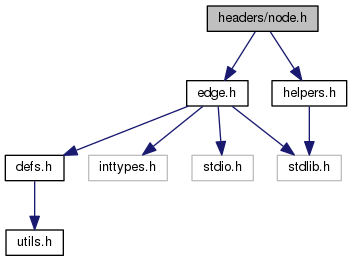 headers/node.h
edge.h
helpers.h
defs.h
inttypes.h
stdio.h
stdlib.h
utils.h